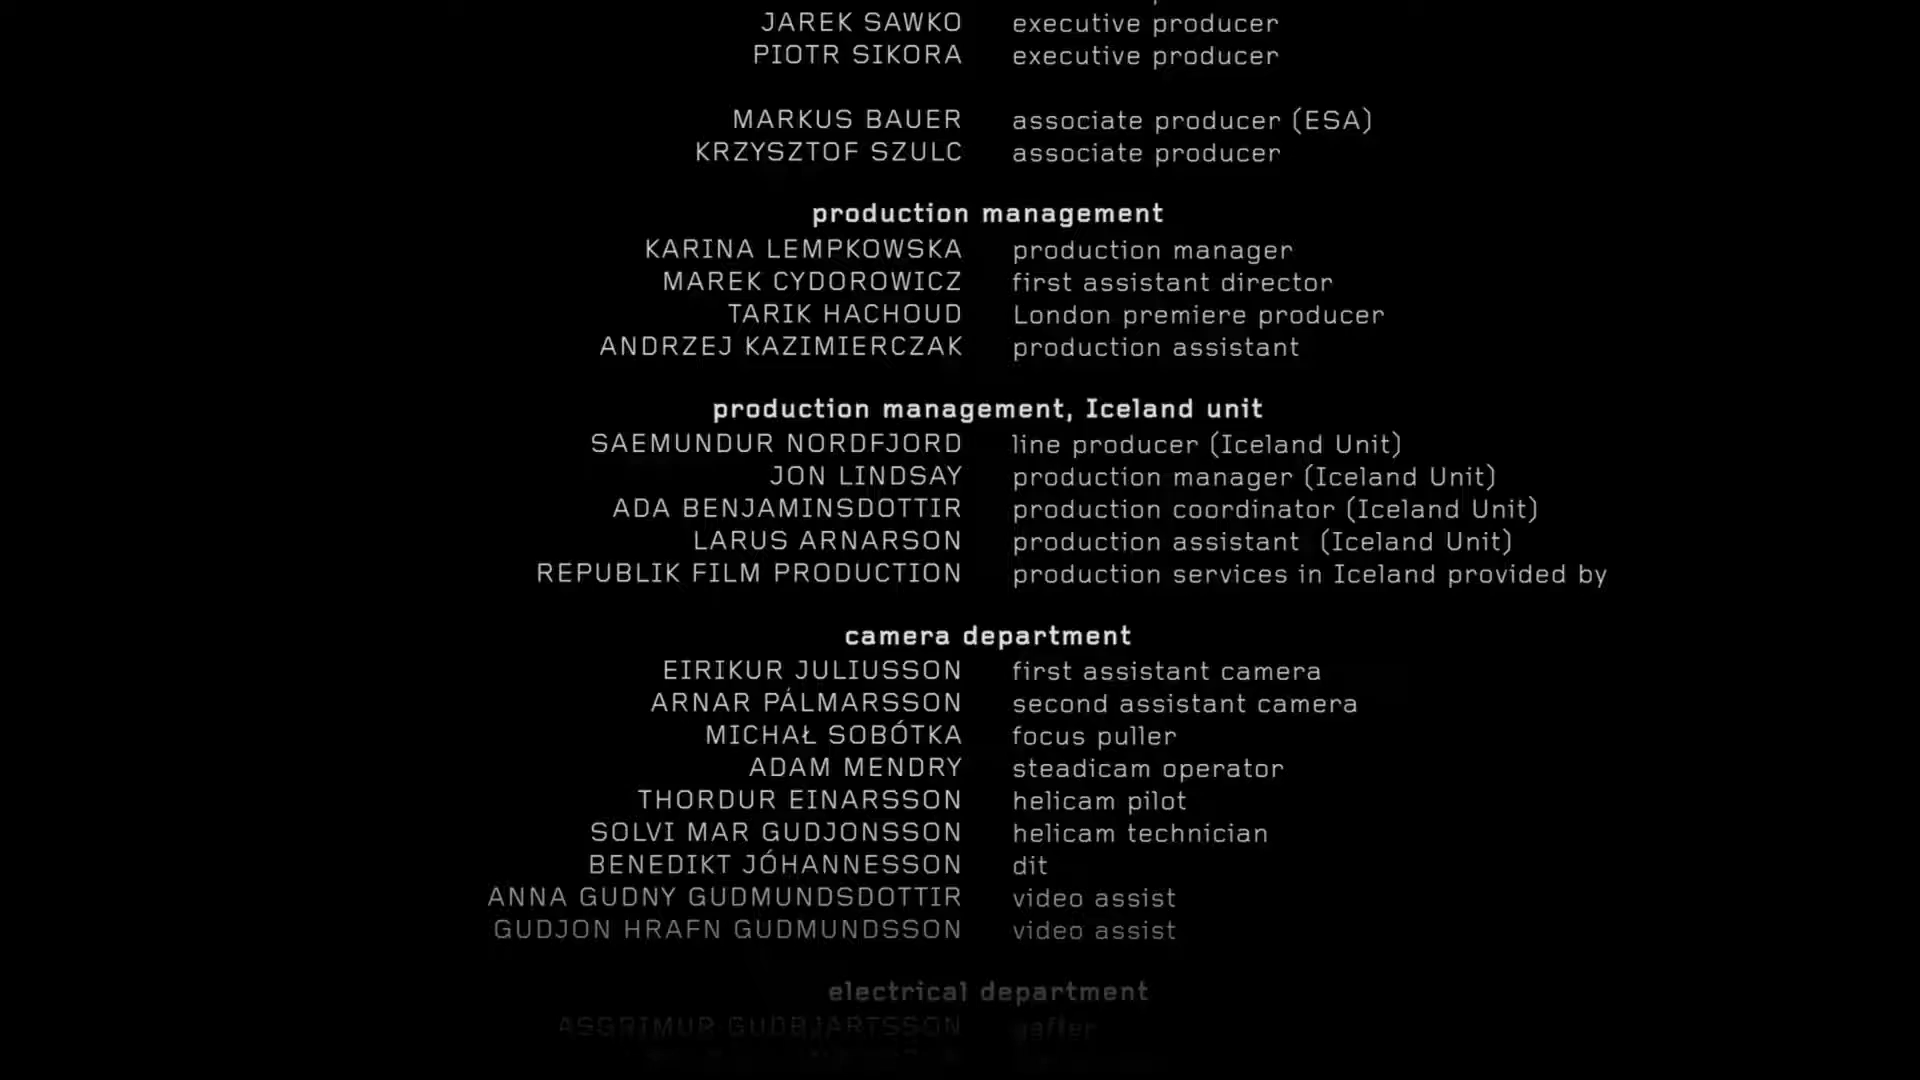 JAREK SAWKO executive producer
PIOTR SIKORA executive producer
MARKUS BAUER associate producer (ESA)
KRZYSZTOF SZULC associate producer
production management
KARINA LEMPKOWSKA production manager
MAREK CYDOROWICZ first assistant director
TARIK HACHOUD London premiere producer
ANDRZEJ KAZIMIERCZAK production assistant
production management, Iceland unit
SAEMUNDUR NORDFJORD line producer (Iceland Unit)
JON LINDSAY production manager (Iceland Unit)
ADA BENJAMINSDOTTIR production coordinator (Iceland Unit)
LARUS ARNARSON production assistant (Iceland Unit)
REPUBLIK FILM PRODUCTION production services in Iceland provided by
camera department
EIRIKUR JULIUSSON first assistant camera
ARNAR PÁLMARSSON second assistant camera
MICHAŁ SOBÓTKA focus puller
ADAM MENDRY steadicam operator
THORDUR EINARSSON helicam pilot
SOLVI MAR GUDJONSSON helicam technician
BENEDIKT JÓHANNESSON dit
ANNA GUDNY GUDMUNDSDOTTIR video assist
GUDJON HRAFN GUDMUNDSSON video assist
electrical department
ASGRIMUR GUDBJARTSSON gaffer